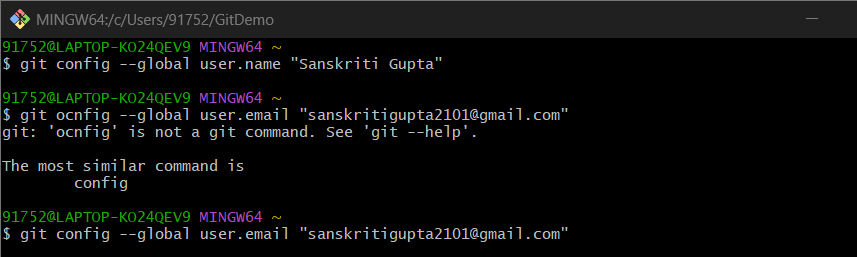 MINGW64:/c/Users/91752/GitDemo
91752@LAPTOP-KO24QEV9 MINGW64 ~
$ git config --global user.name "Sanskriti Gupta"
91752@LAPTOP-KO24QEV9 MINGW64 ~
$ git ocnfig --global user.email "sanskritigupta2101@gmail.com"
git: 'ocnfig' is not a git command. See 'git --help'.
The most similar command is
config
91752@LAPTOP-KO24QEV9 MINGW64 ~
$ git config --global user.email "sanskritigupta2101@gmail.com"